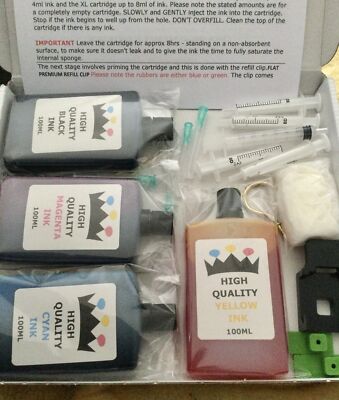 4ml ink and the XL cartridge up to 8ml of ink. Please note the stated amounts are for
a completely empty cartridge. SLOWLY and GENTLY inject the ink into the cartridge.
Stop if the ink begins to well up from the hole. DON'T OVERFILL. Clean the top of the
cartridge if there is any ink.
IMPORTANT Leave the cartridge for approx 8hrs - standing on a non-absorbent
surface, to make sure it doesn't leak and to give the ink time to fully saturate the
internal sponge.
The next stage involves priming the cartridge and this is done with the refill clip.FLAT
PREMIUM REFILL CLIP Please note the rubbers are either blue or green. The clip comes
HIGH
QUALITY
BLACK
INK
100ML
HIGH
QUALITY
MAGENTA
INK
100ML
HIGH
QUALITY
CYAN
INK
100ML
HIGH
QUALITY
YELLOW
INK
100ML